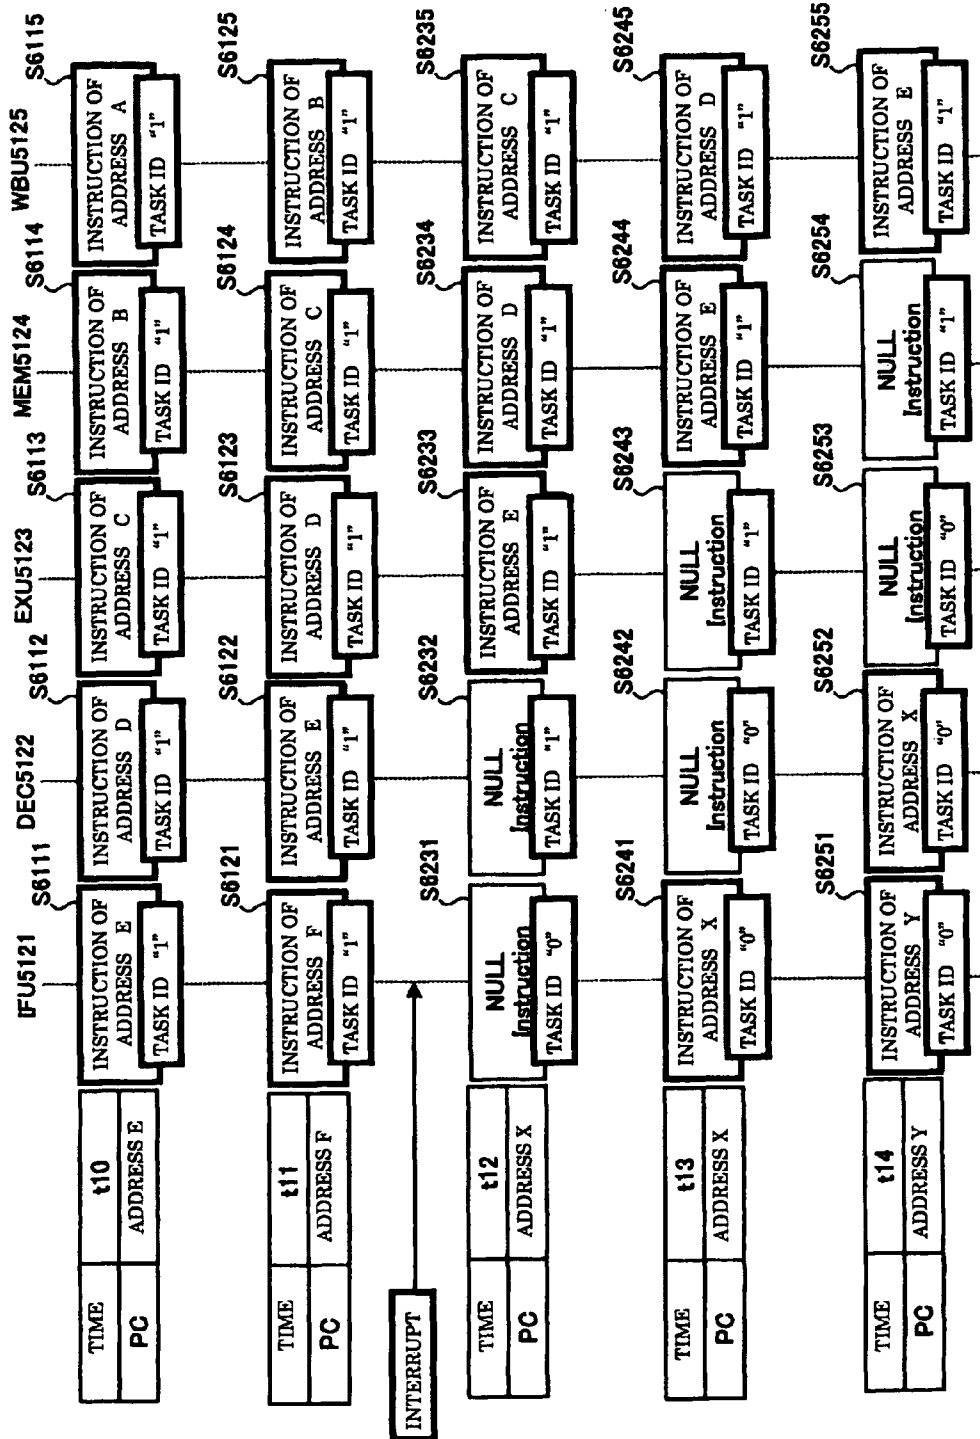 IFU5121 DEC5122 EXU5123 MEM5124 WBU5125
TIME t10
PC ADDRESS E
S6111
INSTRUCTION OF
ADDRESS E
TASK ID “1”
S6112
INSTRUCTION OF
ADDRESS D
TASK ID “1”
S6113
INSTRUCTION OF
ADDRESS C
TASK ID “1”
S6114
INSTRUCTION OF
ADDRESS B
TASK ID “1”
S6115
INSTRUCTION OF
ADDRESS A
TASK ID “1”
TIME t11
PC ADDRESS F
S6121
INSTRUCTION OF
ADDRESS F
TASK ID “1”
S6122
INSTRUCTION OF
ADDRESS E
TASK ID “1”
S6123
INSTRUCTION OF
ADDRESS D
TASK ID “1”
S6124
INSTRUCTION OF
ADDRESS C
TASK ID “1”
S6125
INSTRUCTION OF
ADDRESS B
TASK ID “1”
INTERRUPT
TIME t12
PC ADDRESS X
S6231
NULL
Instruction
TASK ID “0”
S6232
NULL
Instruction
TASK ID “1”
S6233
INSTRUCTION OF
ADDRESS E
TASK ID “1”
S6234
INSTRUCTION OF
ADDRESS D
TASK ID “1”
S6235
INSTRUCTION OF
ADDRESS C
TASK ID “1”
TIME t13
PC ADDRESS X
S6241
INSTRUCTION OF
ADDRESS X
TASK ID “0”
S6242
NULL
Instruction
TASK ID “0”
S6243
NULL
Instruction
TASK ID “1”
S6244
INSTRUCTION OF
ADDRESS E
TASK ID “1”
S6245
INSTRUCTION OF
ADDRESS D
TASK ID “1”
TIME t14
PC ADDRESS Y
S6251
INSTRUCTION OF
ADDRESS Y
TASK ID “0”
S6252
INSTRUCTION OF
ADDRESS X
TASK ID “0”
S6253
NULL
Instruction
TASK ID “0”
S6254
NULL
Instruction
TASK ID “1”
S6255
INSTRUCTION OF
ADDRESS E
TASK ID “1”